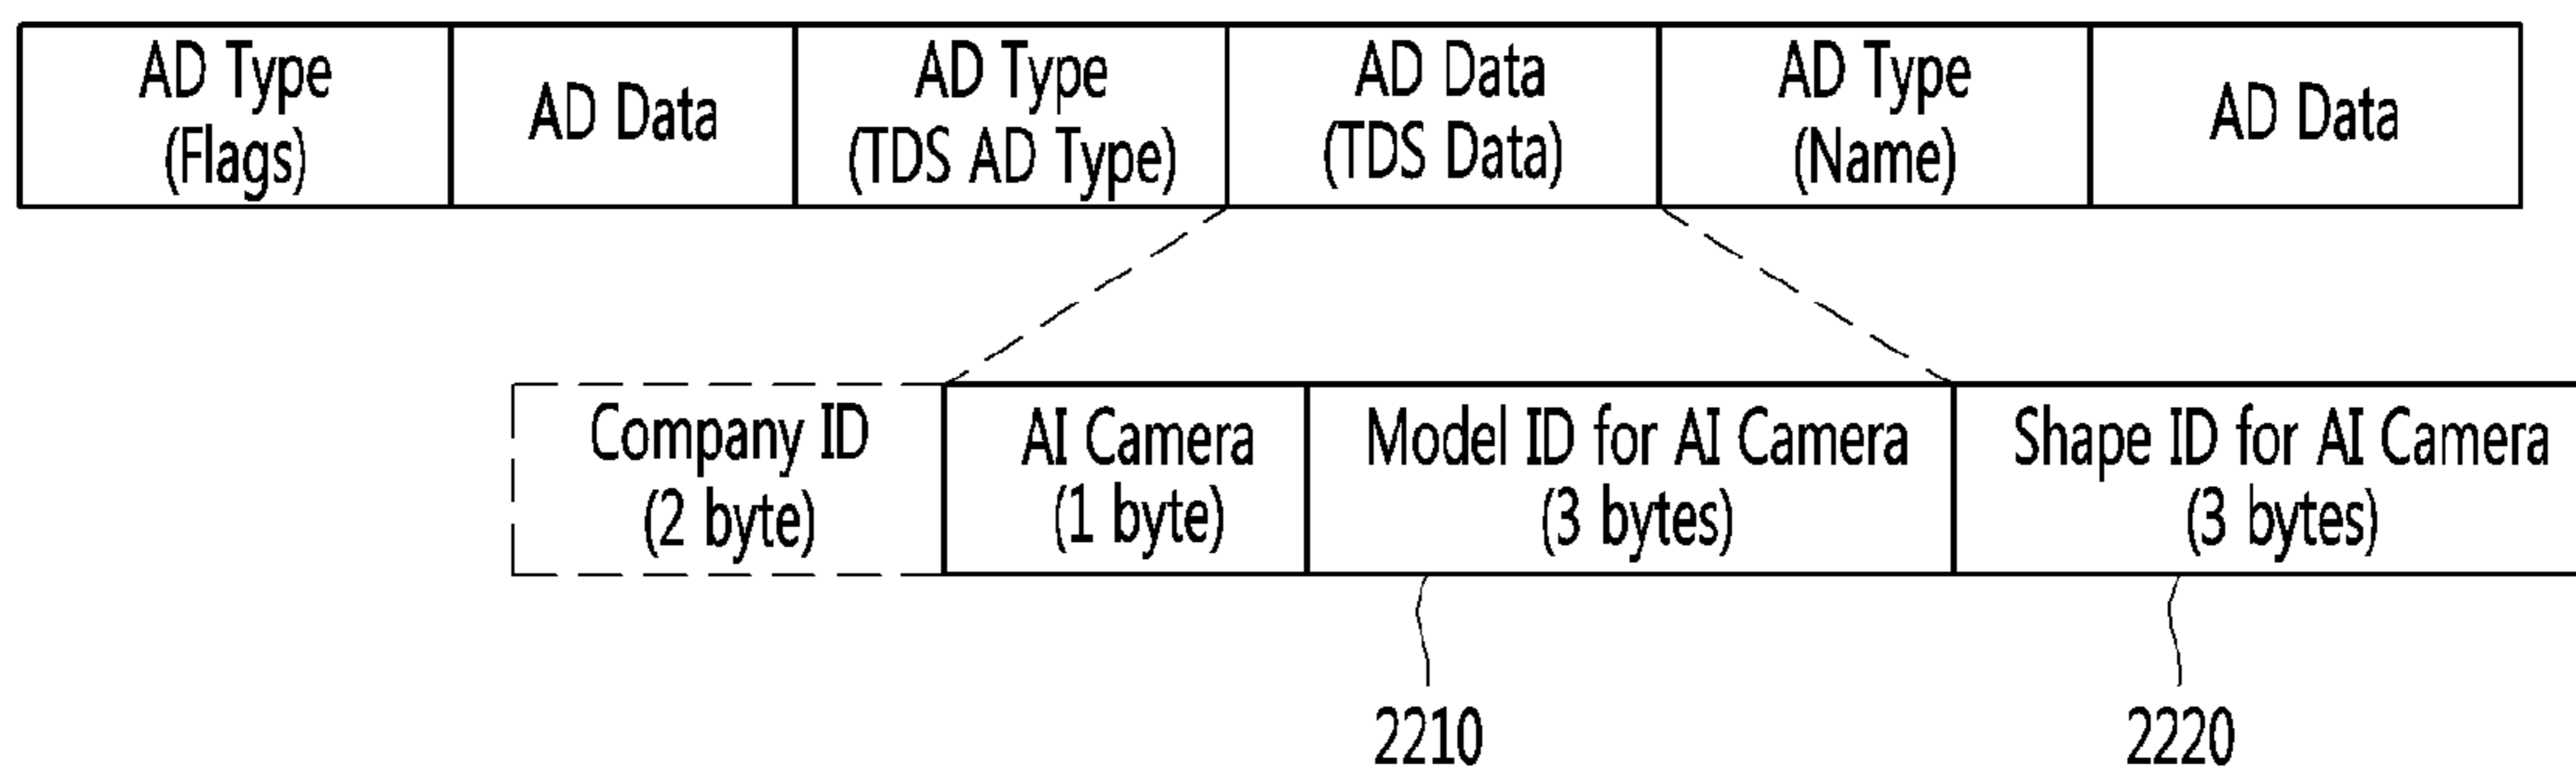 AD Type
(Flags)
AD Data
AD Type
(TDS AD Type)
AD Data
(TDS Data)
AD Type
(Name)
AD Data
Company ID
(2 byte)
AI Camera
(1 byte)
Model ID for AI Camera
(3 bytes)
Shape ID for AI Camera
(3 bytes)
2210
2220